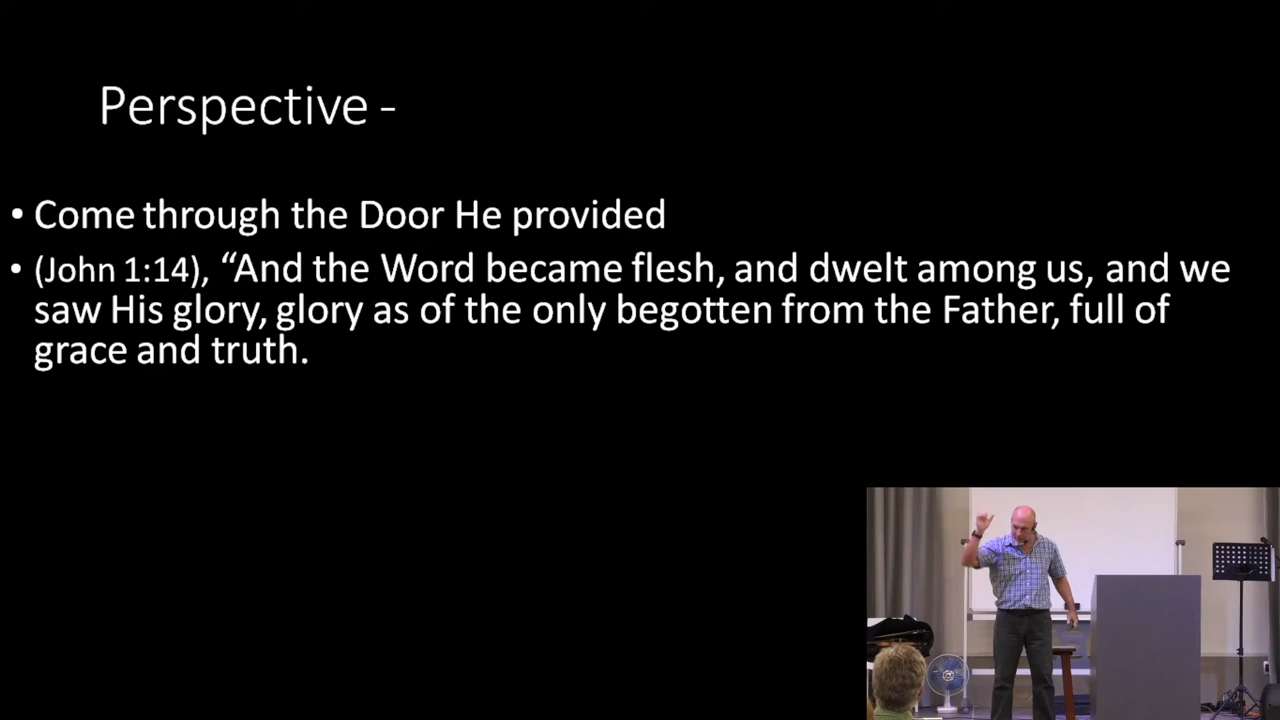 Perspective -
• Come through the Door He provided
• (John 1:14), “And the Word became flesh, and dwelt among us, and we
saw His glory, glory as of the only begotten from the Father, full of
grace and truth.